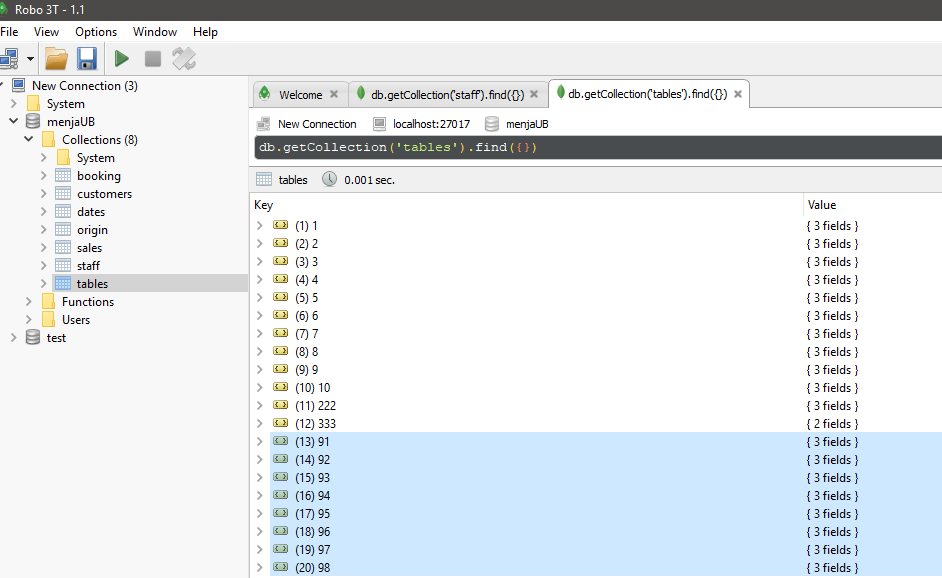 Robo 3T - 1.1
File View Options Window Help
New Connection (3)
System
menjaUB
Collections (8)
System
booking
customers
dates
origin
sales
staff
tables
Functions
Users
test
Welcome db.getCollection('staff').find({}) db.getCollection('tables').find({})
New Connection localhost:27017 menjaUB
db.getCollection('tables').find({})
tables 0.001 sec.
Key Value
(1) 1 { 3 fields }
(2) 2 { 3 fields }
(3) 3 { 3 fields }
(4) 4 { 3 fields }
(5) 5 { 3 fields }
(6) 6 { 3 fields }
(7) 7 { 3 fields }
(8) 8 { 3 fields }
(9) 9 { 3 fields }
(10) 10 { 3 fields }
(11) 222 { 3 fields }
(12) 333 { 2 fields }
(13) 91 { 3 fields }
(14) 92 { 3 fields }
(15) 93 { 3 fields }
(16) 94 { 3 fields }
(17) 95 { 3 fields }
(18) 96 { 3 fields }
(19) 97 { 3 fields }
(20) 98 { 3 fields }